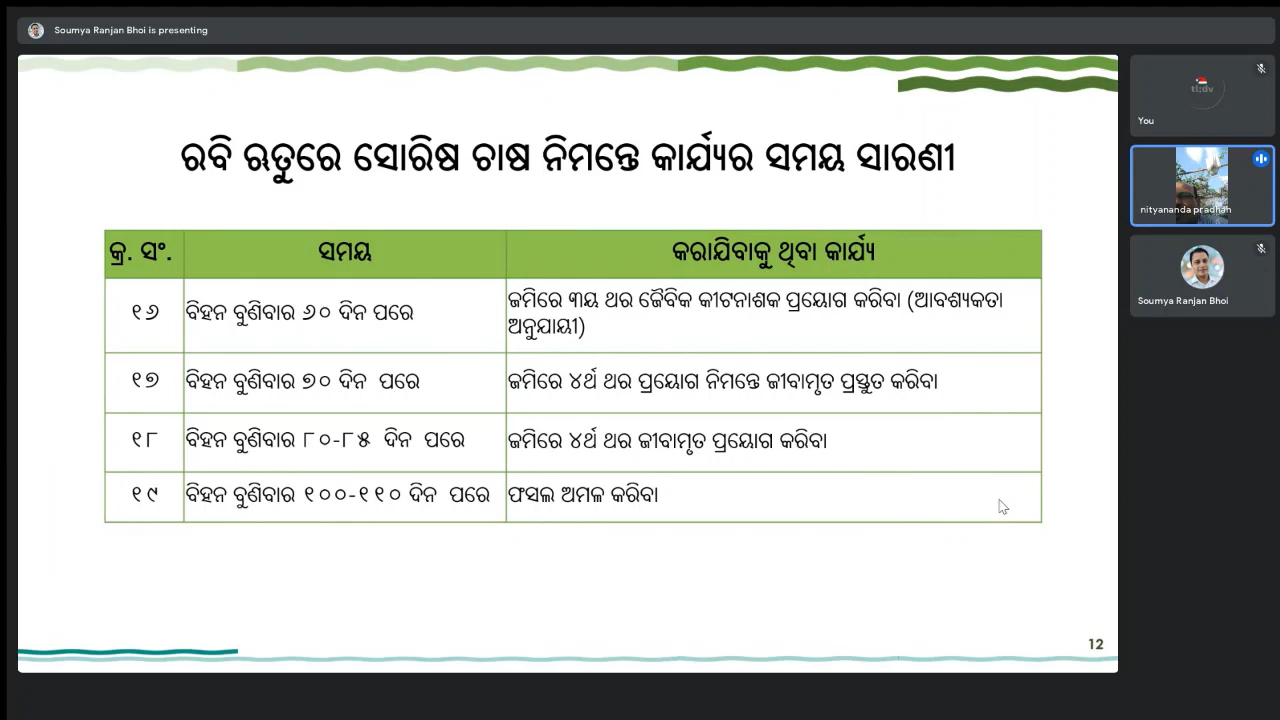 Soumya Ranjan Bhoi is presenting
ରବି ଋତୁରେ ସୋରିଷ ଚାଷ ନିମନ୍ତେ କାର୍ଯ୍ୟର ସମୟ ସାରଣୀ
କ୍ର. ସଂ. ସମୟ କରାଯିବାକୁ ଥିବା କାର୍ଯ୍ୟ
୧୬ ବିହନ ବୁଣିବାର ୬୦ ଦିନ ପରେ ଜମିରେ ୩ୟ ଥର ଜୈବିକ କୀଟନାଶକ ପ୍ରୟୋଗ କରିବା (ଆବଶ୍ୟକତା
ଅନୁଯାୟୀ)
୧୭ ବିହନ ବୁଣିବାର ୭୦ ଦିନ ପରେ ଜମିରେ ୪ର୍ଥ ଥର ପ୍ରୟୋଗ ନିମନ୍ତେ ଜୀବାମୃତ ପ୍ରସ୍ତୁତ କରିବା
୧୮ ବିହନ ବୁଣିବାର ୮୦-୮୫ ଦିନ ପରେ ଜମିରେ ୪ର୍ଥ ଥର ଜୀବାମୃତ ପ୍ରୟୋଗ କରିବା
୧୯ ବିହନ ବୁଣିବାର ୧୦୦-୧୧୦ ଦିନ ପରେ ଫସଲ ଅମଳ କରିବା
12
tl;dv
You
nityananda pradhan
Soumya Ranjan Bhoi